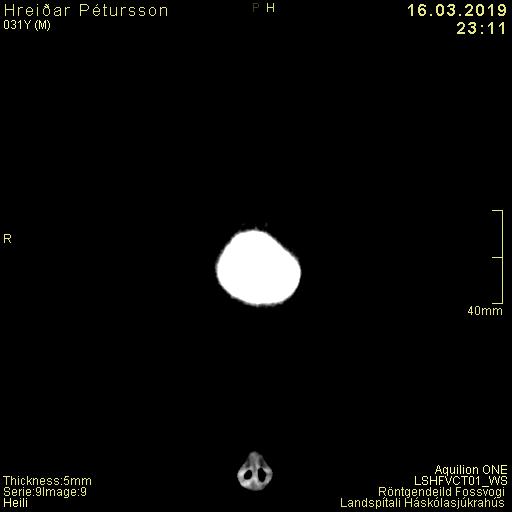 Hreiðar Pétursson
031Y (M)
P H
16.03.2019
23:11
R
40mm
Thickness:5mm
Serie:9Image:9
Heili
Aquilion ONE
LSHFVCT01_WS
Röntgendeild Fossvogi
Landspítali Háskólasjúkrahús